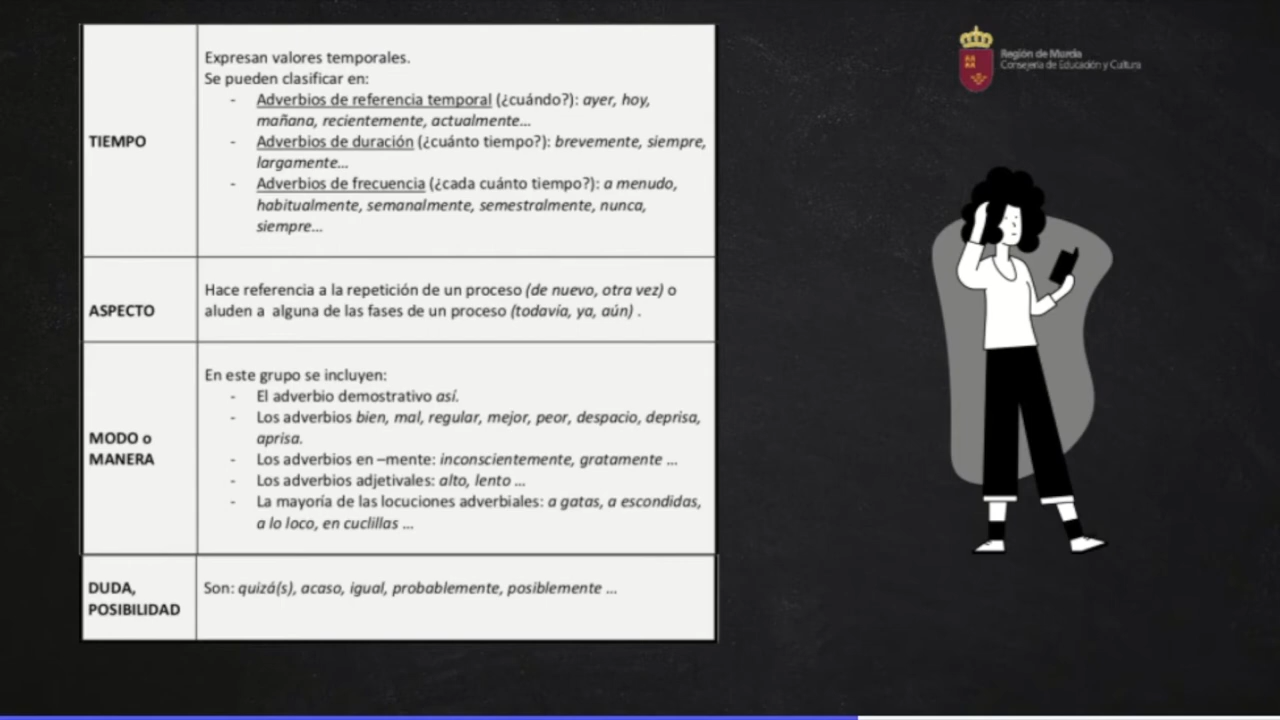 TIEMPO
Expresan valores temporales.
Se pueden clasificar en:
- Adverbios de referencia temporal (¿cuándo?): ayer, hoy,
mañana, recientemente, actualmente...
- Adverbios de duración (¿cuánto tiempo?): brevemente, siempre,
largamente...
- Adverbios de frecuencia (¿cada cuánto tiempo?): a menudo,
habitualmente, semanalmente, semestralmente, nunca,
siempre...
ASPECTO
Hace referencia a la repetición de un proceso (de nuevo, otra vez) o
aluden a alguna de las fases de un proceso (todavía, ya, aún) .
MODO o
MANERA
En este grupo se incluyen:
- El adverbio demostrativo así.
- Los adverbios bien, mal, regular, mejor, peor, despacio, deprisa,
aprisa.
- Los adverbios en –mente: inconscientemente, gratamente ...
- Los adverbios adjetivales: alto, lento ...
- La mayoría de las locuciones adverbiales: a gatas, a escondidas,
a lo loco, en cuclillas ...
DUDA,
POSIBILIDAD
Son: quizá(s), acaso, igual, probablemente, posiblemente ...
Región de Murcia
Consejería de Educación y Cultura